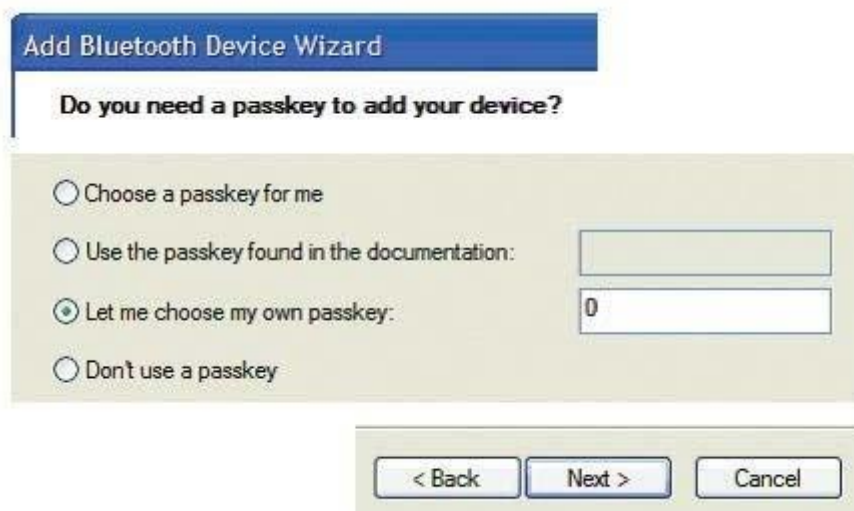 Add Bluetooth Device Wizard
Do you need a passkey to add your device?
Choose a passkey for me
Use the passkey found in the documentation:
Let me choose my own passkey: 0
Don't use a passkey
< Back Next > Cancel